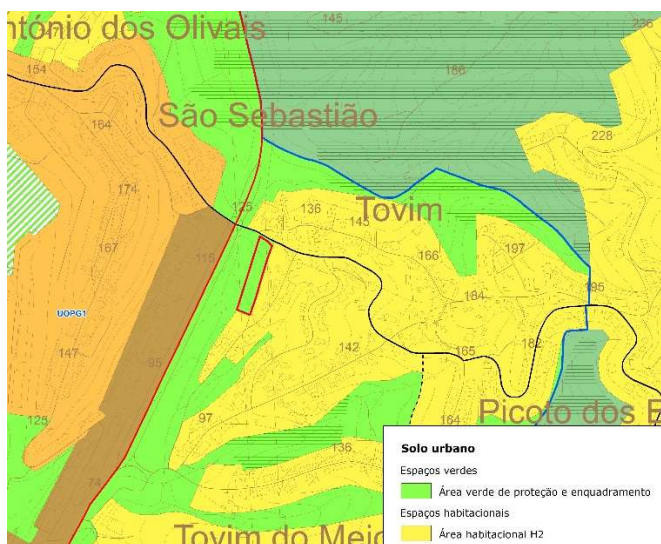 ntónio dos Olivais
145
226
154
186
São Sebastião
164
228
174
136
125
145
Tovim
197
167
115
166
184
195
UOPG1
142
147
95
165
182
97
125
164
Picoto dos B
136
74
Tovim do Meio
Solo urbano
Espaços verdes
Área verde de proteção e enquadramento
Espaços habitacionais
Área habitacional H2